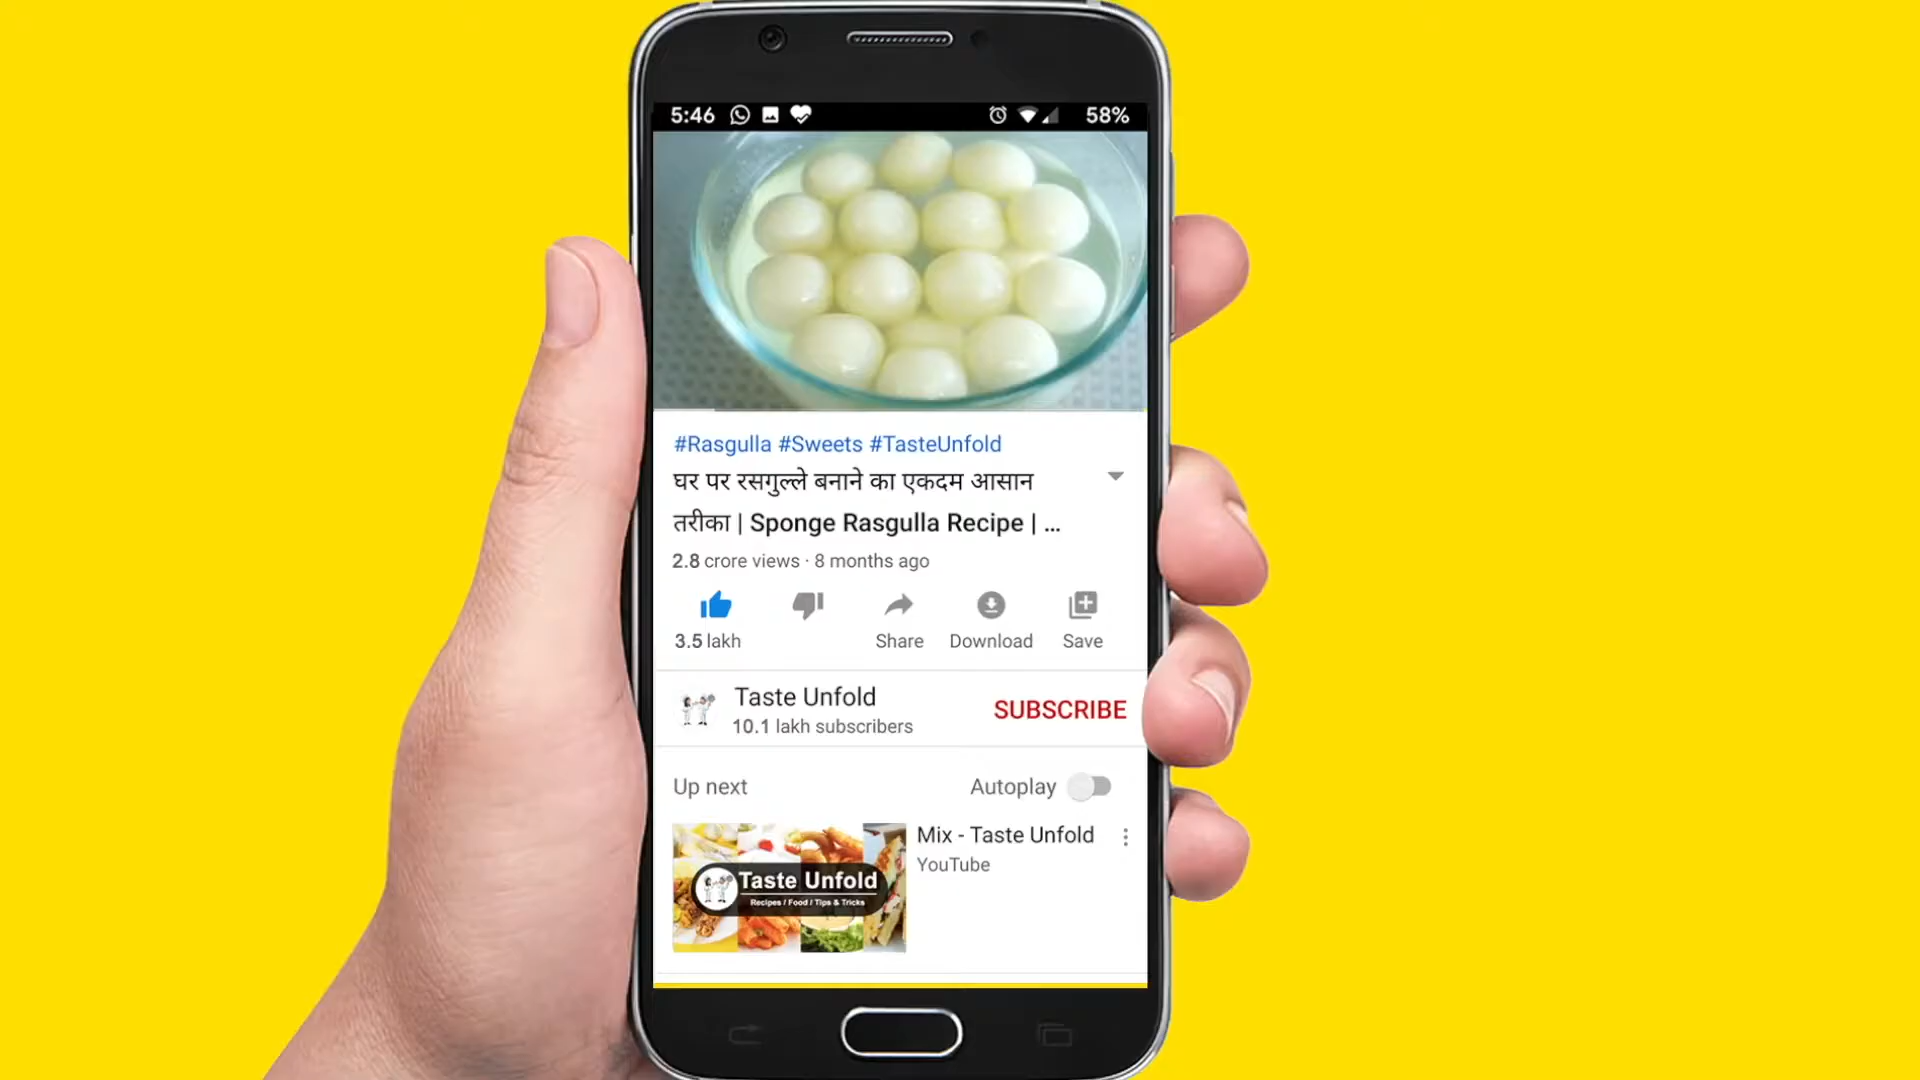 5:46 58%
#Rasgulla #Sweets #TasteUnfold
घर पर रसगुल्ले बनाने का एकदम आसान
तरीका | Sponge Rasgulla Recipe | ...
2.8 crore views · 8 months ago
3.5 lakh Share Download Save
Taste Unfold
10.1 lakh subscribers
SUBSCRIBE
Up next Autoplay
Mix - Taste Unfold
YouTube
Taste Unfold
Recipes / Food / Tips & Tricks